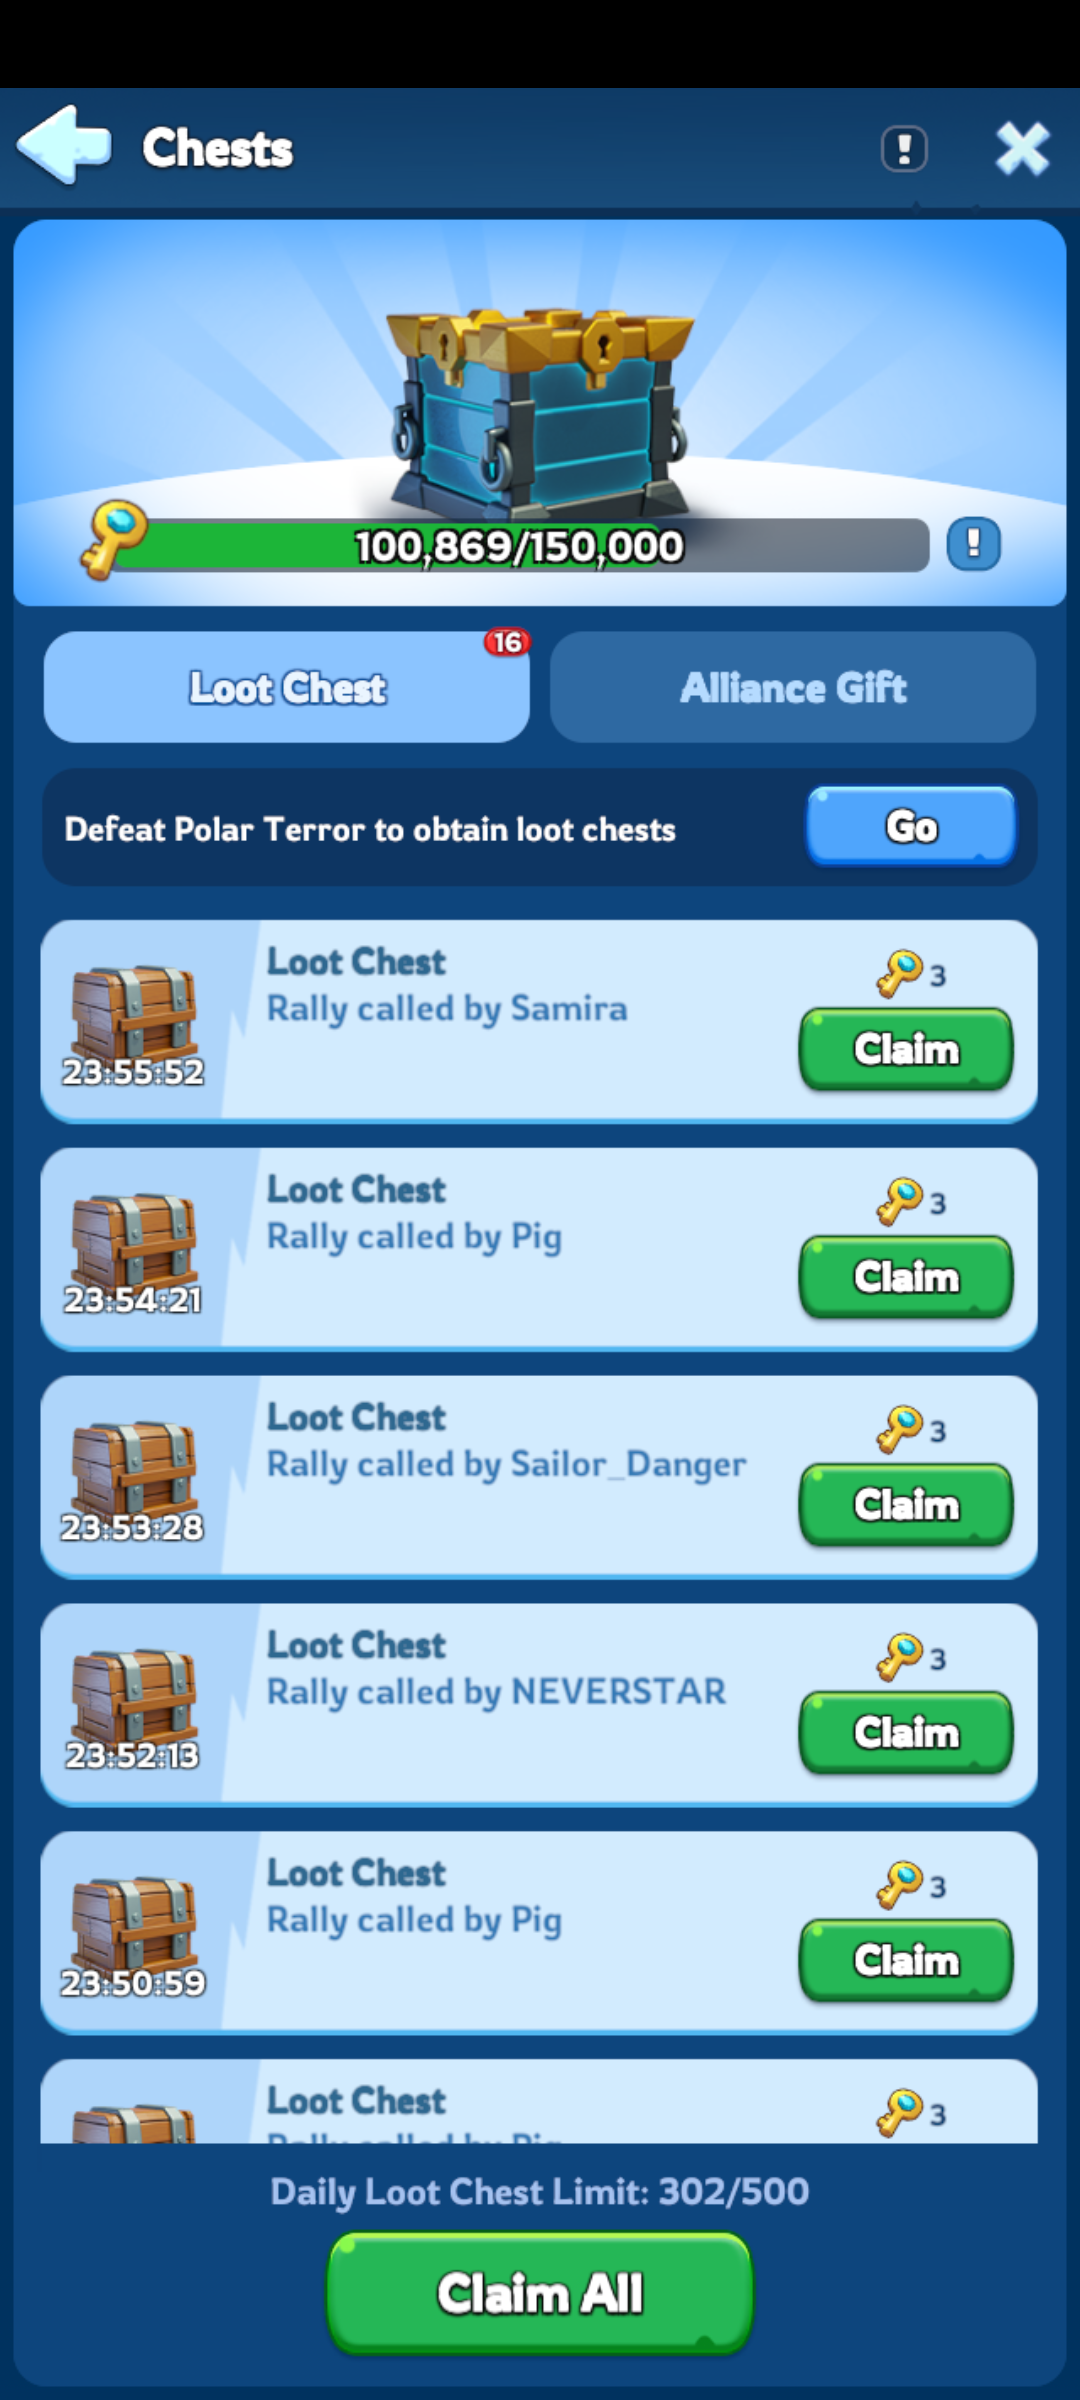 Chests
100,869/150,000
Loot Chest
16
Alliance Gift
Defeat Polar Terror to obtain loot chests
Go
Loot Chest
Rally called by Samira
3
Claim
23:55:52
Loot Chest
Rally called by Pig
3
Claim
23:54:21
Loot Chest
Rally called by Sailor_Danger
3
Claim
23:53:28
Loot Chest
Rally called by NEVERSTAR
3
Claim
23:52:13
Loot Chest
Rally called by Pig
3
Claim
23:50:59
Loot Chest
3
Rally called by Pig
Daily Loot Chest Limit: 302/500
Claim All